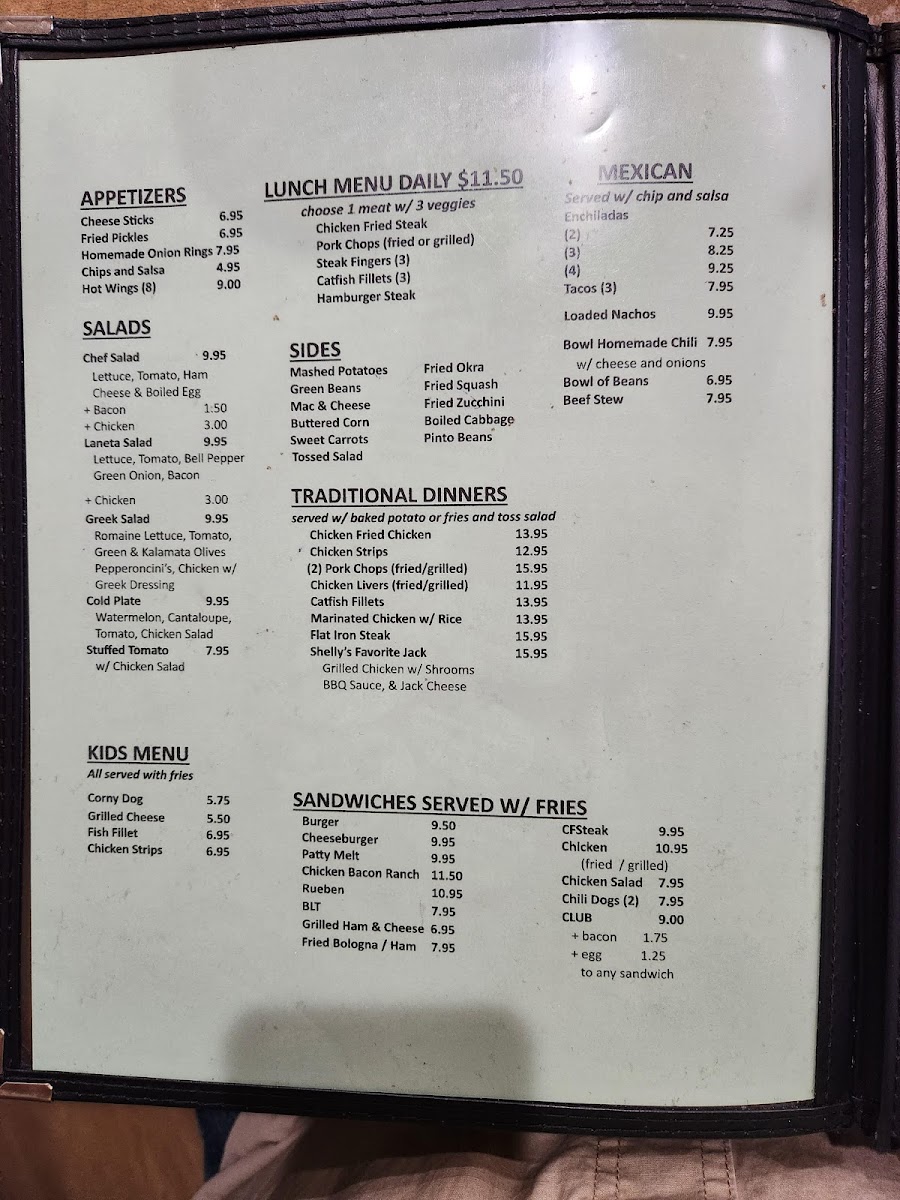 APPETIZERS
Cheese Sticks 6.95
Fried Pickles 6.95
Homemade Onion Rings 7.95
Chips and Salsa 4.95
Hot Wings (8) 9.00
SALADS
Chef Salad 9.95
Lettuce, Tomato, Ham
Cheese & Boiled Egg
+ Bacon 1.50
+ Chicken 3.00
Laneta Salad 9.95
Lettuce, Tomato, Bell Pepper
Green Onion, Bacon
+ Chicken 3.00
Greek Salad 9.95
Romaine Lettuce, Tomato,
Green & Kalamata Olives
Pepperoncini's, Chicken w/
Greek Dressing
Cold Plate 9.95
Watermelon, Cantaloupe,
Tomato, Chicken Salad
Stuffed Tomato 7.95
w/ Chicken Salad
KIDS MENU
All served with fries
Corny Dog 5.75
Grilled Cheese 5.50
Fish Fillet 6.95
Chicken Strips 6.95
LUNCH MENU DAILY $11.50
choose 1 meat w/ 3 veggies
Chicken Fried Steak
Pork Chops (fried or grilled)
Steak Fingers (3)
Catfish Fillets (3)
Hamburger Steak
SIDES
Mashed Potatoes
Green Beans
Mac & Cheese
Buttered Corn
Sweet Carrots
Tossed Salad
Fried Okra
Fried Squash
Fried Zucchini
Boiled Cabbage
Pinto Beans
MEXICAN
Served w/ chip and salsa
Enchiladas
(2) 7.25
(3) 8.25
(4) 9.25
Tacos (3) 7.95
Loaded Nachos 9.95
Bowl Homemade Chili 7.95
w/ cheese and onions
Bowl of Beans 6.95
Beef Stew 7.95
TRADITIONAL DINNERS
served w/ baked potato or fries and toss salad
Chicken Fried Chicken 13.95
Chicken Strips 12.95
(2) Pork Chops (fried/grilled) 15.95
Chicken Livers (fried/grilled) 11.95
Catfish Fillets 13.95
Marinated Chicken w/ Rice 13.95
Flat Iron Steak 15.95
Shelly's Favorite Jack 15.95
Grilled Chicken w/ Shrooms
BBQ Sauce, & Jack Cheese
SANDWICHES SERVED W/ FRIES
Burger 9.50
Cheeseburger 9.95
Patty Melt 9.95
Chicken Bacon Ranch 11.50
Rueben 10.95
BLT 7.95
Grilled Ham & Cheese 6.95
Fried Bologna / Ham 7.95
CFSteak 9.95
Chicken 10.95
(fried / grilled)
Chicken Salad 7.95
Chili Dogs (2) 7.95
CLUB 9.00
+ bacon 1.75
+ egg 1.25
to any sandwich